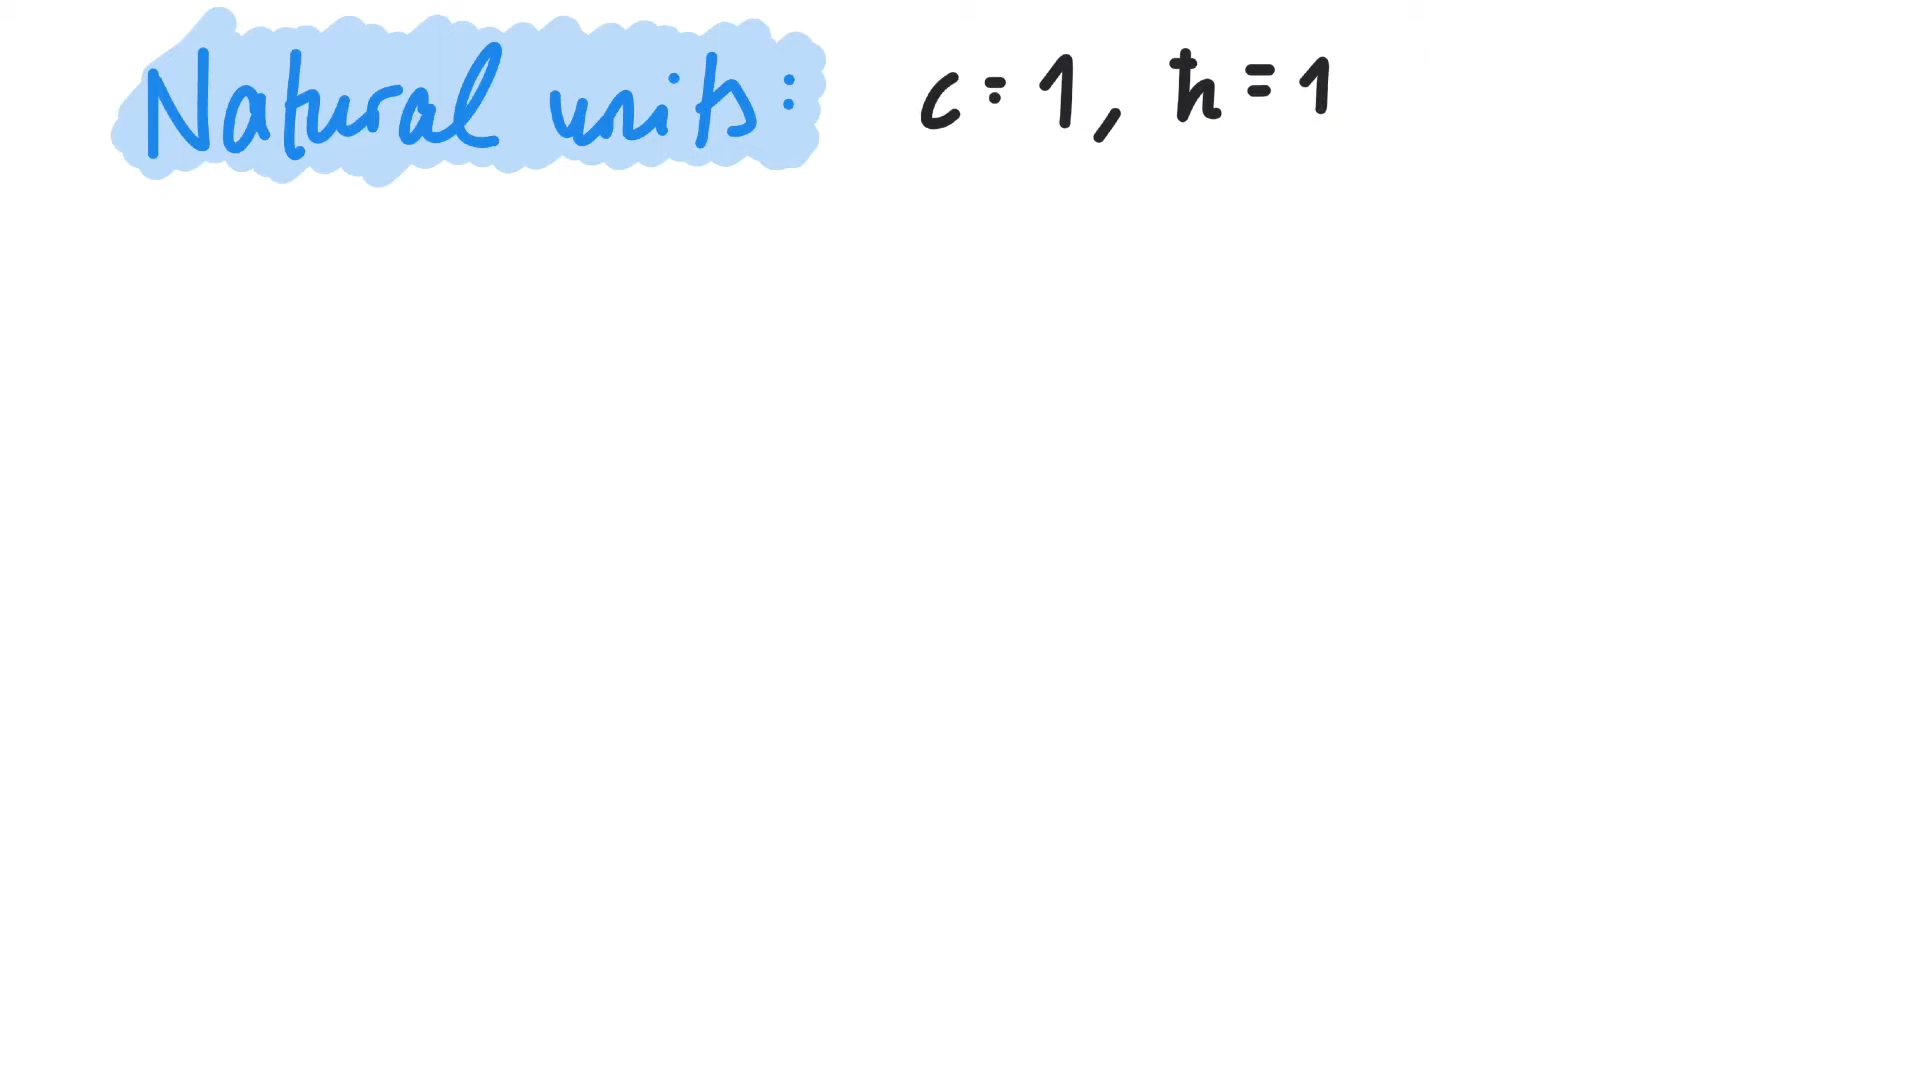 Natural units: c = 1, ħ = 1